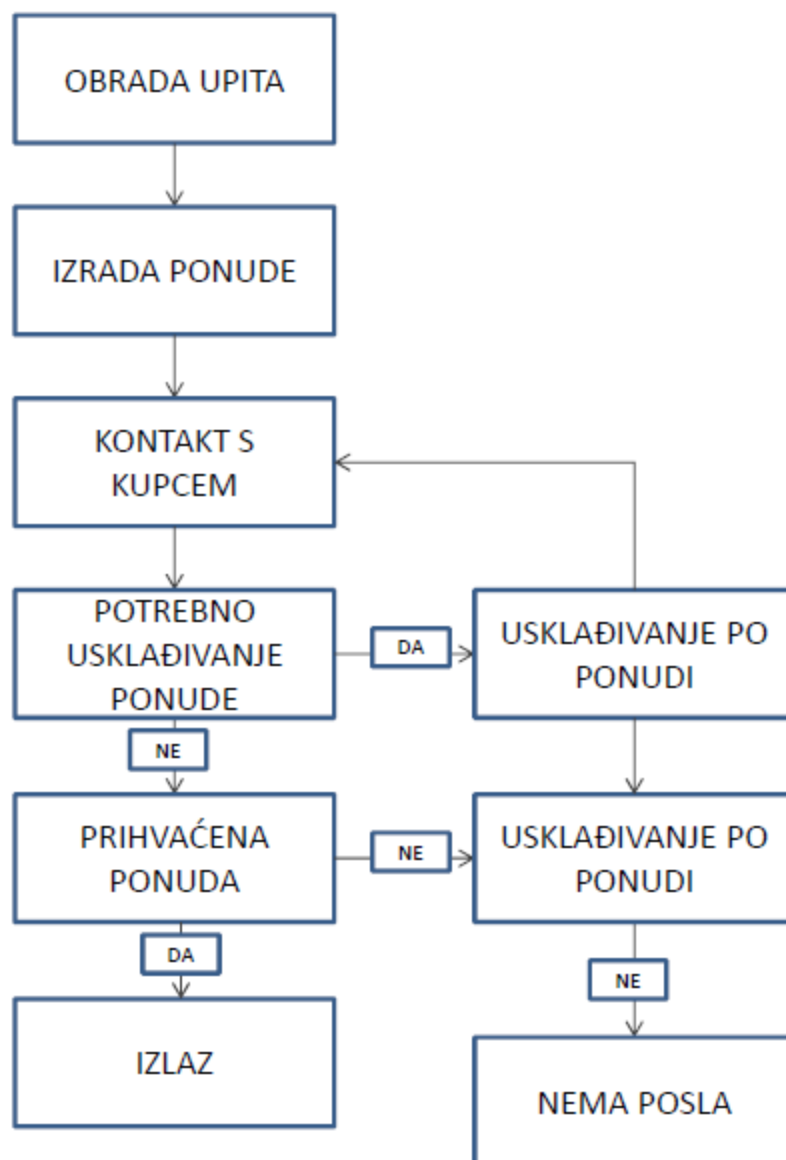 OBRADA UPITA
IZRADA PONUDE
KONTAKT S
KUPCEM
POTREBNO
USKLAĐIVANJE
PONUDE
DA
USKLAĐIVANJE PO
PONUDI
NE
PRIHVAĆENA
PONUDA
NE
USKLAĐIVANJE PO
PONUDI
DA
NE
IZLAZ
NEMA POSLA